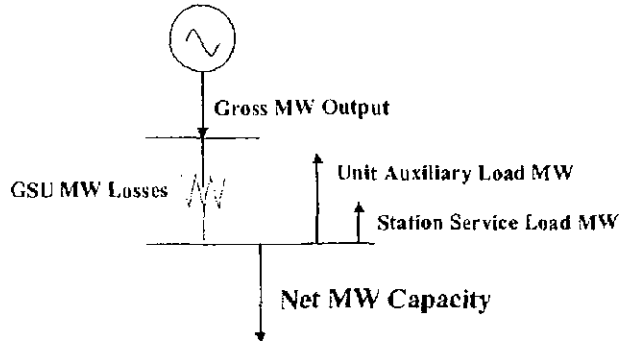 Gross MW Output
Unit Auxiliary Load MW
GSU MW Losses
Station Service Load MW
Net MW Capacity